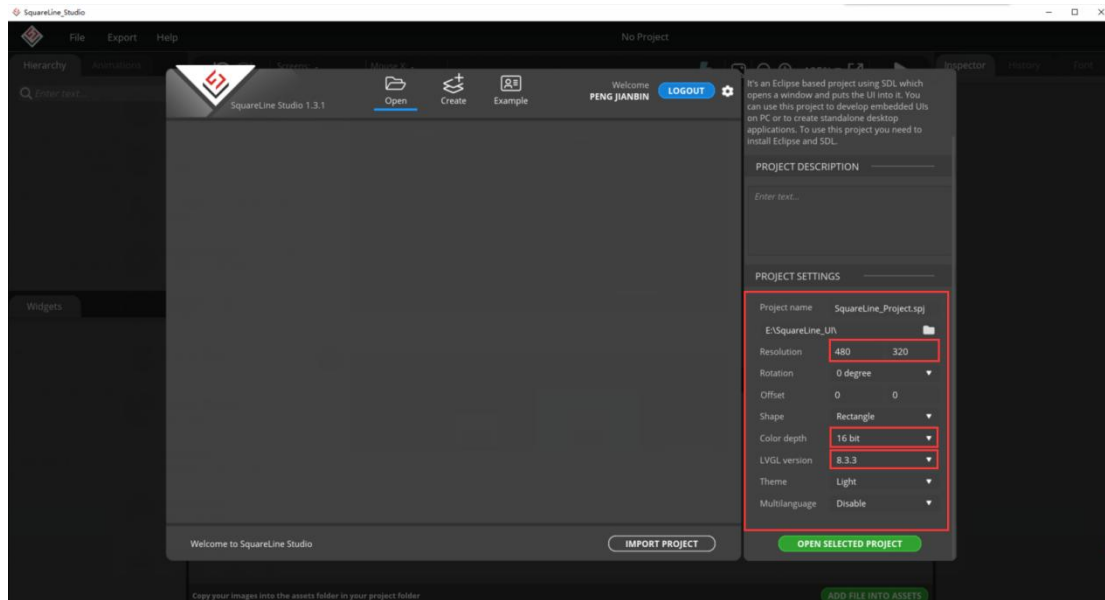 SquareLine_Studio
File Export Help
No Project
Hierarchy Animations
Screens
Mouse X
Inspector History Font
Enter text...
SquareLine Studio 1.3.1
Open Create Example
Welcome
PENG JIANBIN
LOGOUT
It's an Eclipse based project using SDL which
opens a window and puts the UI into it. You
can use this project to develop embedded UIs
on PC or to create standalone desktop
applications. To use this project you need to
install Eclipse and SDL.
PROJECT DESCRIPTION
Enter text...
PROJECT SETTINGS
Widgets
Project name SquareLine_Project.spj
E:\SquareLine_UI\
Resolution 480 320
Rotation 0 degree
Offset 0 0
Shape Rectangle
Color depth 16 bit
LVGL version 8.3.3
Theme Light
Multilanguage Disable
Welcome to SquareLine Studio
IMPORT PROJECT
OPEN SELECTED PROJECT
Copy your images into the assets folder in your project folder
ADD FILE INTO ASSETS